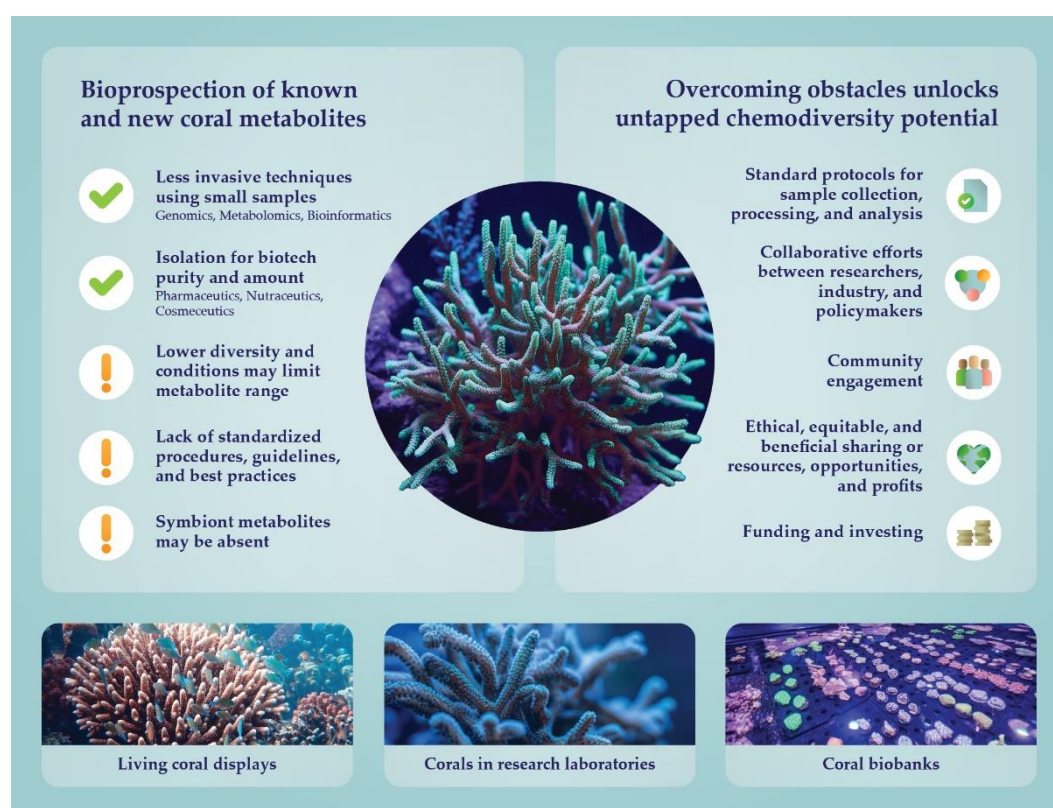 Bioprospection of known
and new coral metabolites
Less invasive techniques
using small samples
Genomics, Metabolomics, Bioinformatics
Isolation for biotech
purity and amount
Pharmaceutics, Nutraceutics,
Cosmeceutics
Lower diversity and
conditions may limit
metabolite range
Lack of standardized
procedures, guidelines,
and best practices
Symbiont metabolites
may be absent
Overcoming obstacles unlocks
untapped chemodiversity potential
Standard protocols for
sample collection,
processing, and analysis
Collaborative efforts
between researchers,
industry, and
policymakers
Community
engagement
Ethical, equitable, and
beneficial sharing or
resources, opportunities,
and profits
Funding and investing
Living coral displays
Corals in research laboratories
Coral biobanks